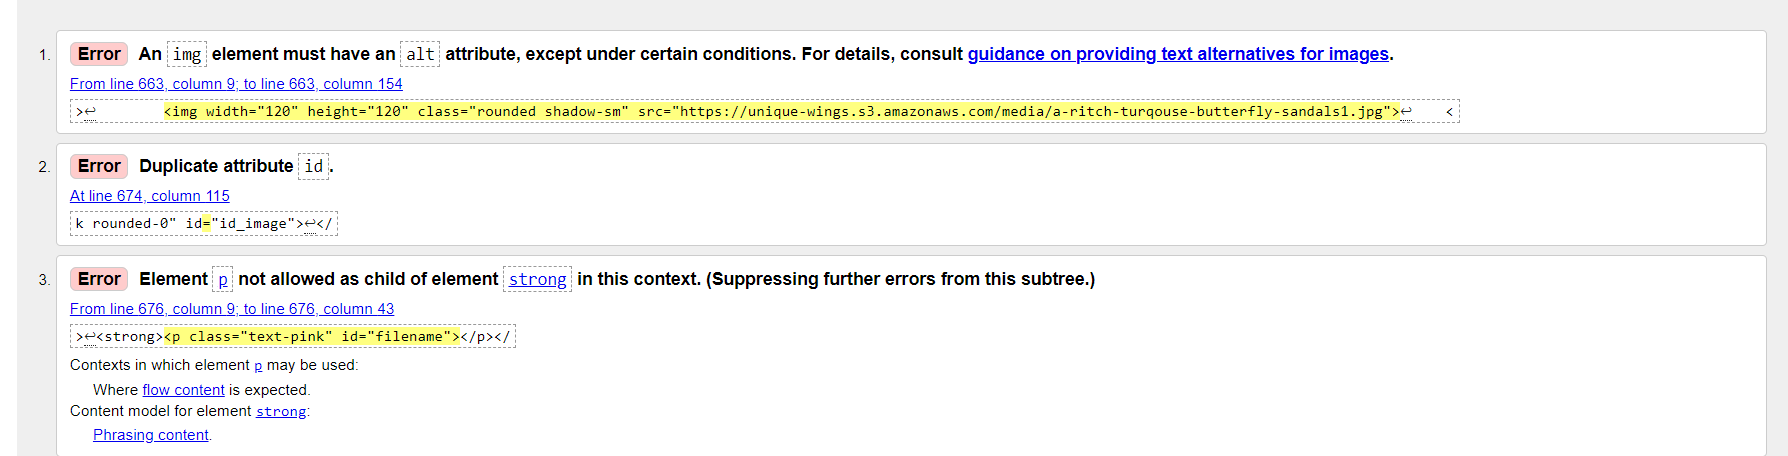 1. Error An img element must have an alt attribute, except under certain conditions. For details, consult guidance on providing text alternatives for images.
From line 663, column 9; to line 663, column 154
>↩ <img width="120" height="120" class="rounded shadow-sm" src="https://unique-wings.s3.amazonaws.com/media/a-ritch-turqouse-butterfly-sandals1.jpg">↩ <
2. Error Duplicate attribute id.
At line 674, column 115
k rounded-0" id="id_image">↩</
3. Error Element p not allowed as child of element strong in this context. (Suppressing further errors from this subtree.)
From line 676, column 9; to line 676, column 43
>↩<strong><p class="text-pink" id="filename"></p></
Contexts in which element p may be used:
Where flow content is expected.
Content model for element strong:
Phrasing content.